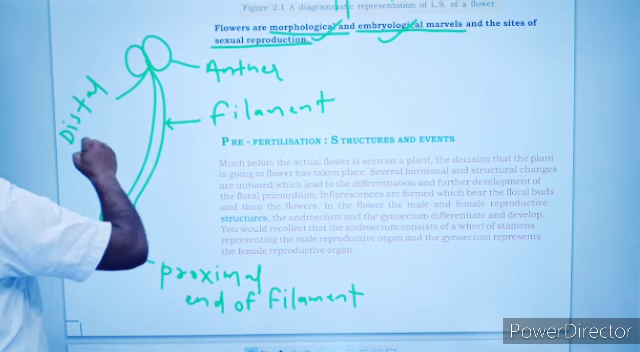 Figure 2.1 A diagrammatic representation of L.S. of a flower
Flowers are morphological and embryological marvels and the sites of
sexual reproduction.
Anther
Distal
Filament
PRE-FERTILISATION : STRUCTURES AND EVENTS
Much before the actual flower is seen on a plant, the decision that the plant
is going to flower has taken place. Several hormonal and structural changes
are initiated which lead to the differentiation and further development of
the floral primordium. Inflorescences are formed which bear the floral buds
and then the flowers. In the flower the male and female reproductive
structures, the androecium and the gynoecium differentiate and develop.
You would recollect that the androecium consists of a whorl of stamens
representing the male reproductive organ and the gynoecium represents
the female reproductive organ.
Proximal
end of Filament
PowerDirector